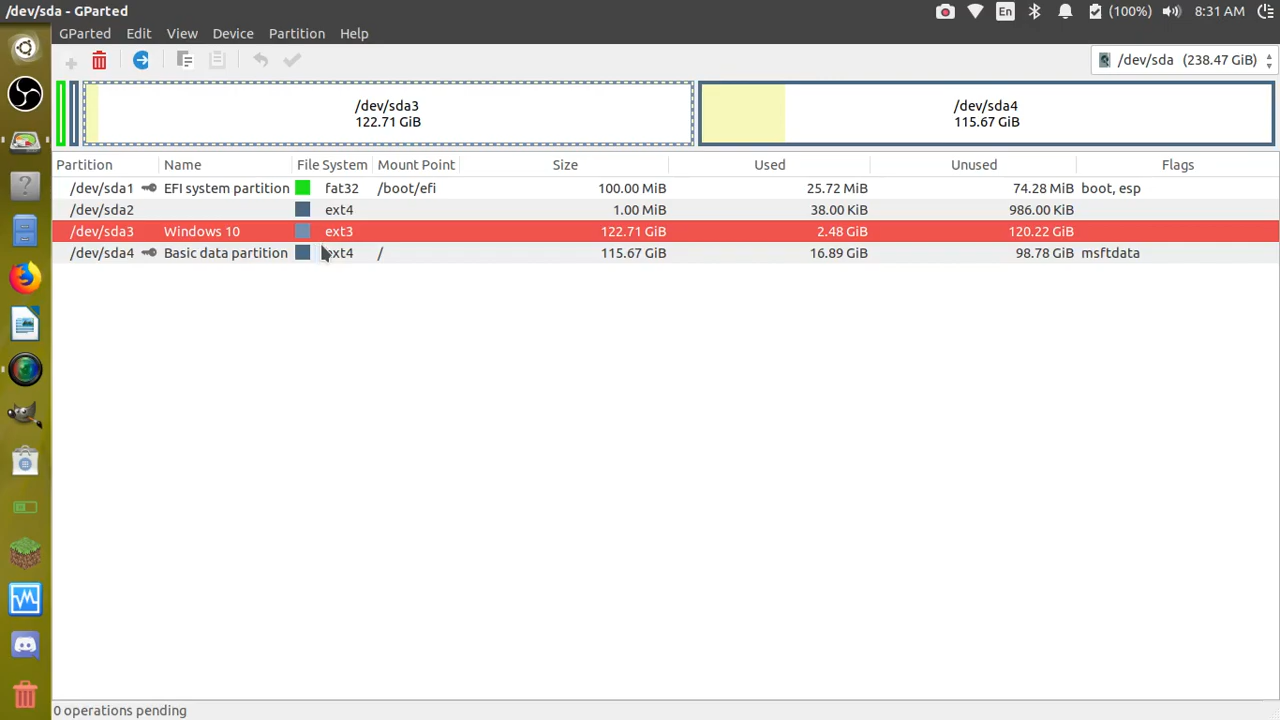 /dev/sda - GParted En (100%) 8:31 AM
GParted Edit View Device Partition Help
/dev/sda (238.47 GiB)
/dev/sda3 /dev/sda4
122.71 GiB 115.67 GiB
Partition Name File System Mount Point Size Used Unused Flags
/dev/sda1 EFI system partition fat32 /boot/efi 100.00 MiB 25.72 MiB 74.28 MiB boot, esp
/dev/sda2 ext4 1.00 MiB 38.00 KiB 986.00 KiB
/dev/sda3 Windows 10 ext3 122.71 GiB 2.48 GiB 120.22 GiB
/dev/sda4 Basic data partition ext4 / 115.67 GiB 16.89 GiB 98.78 GiB msftdata
0 operations pending